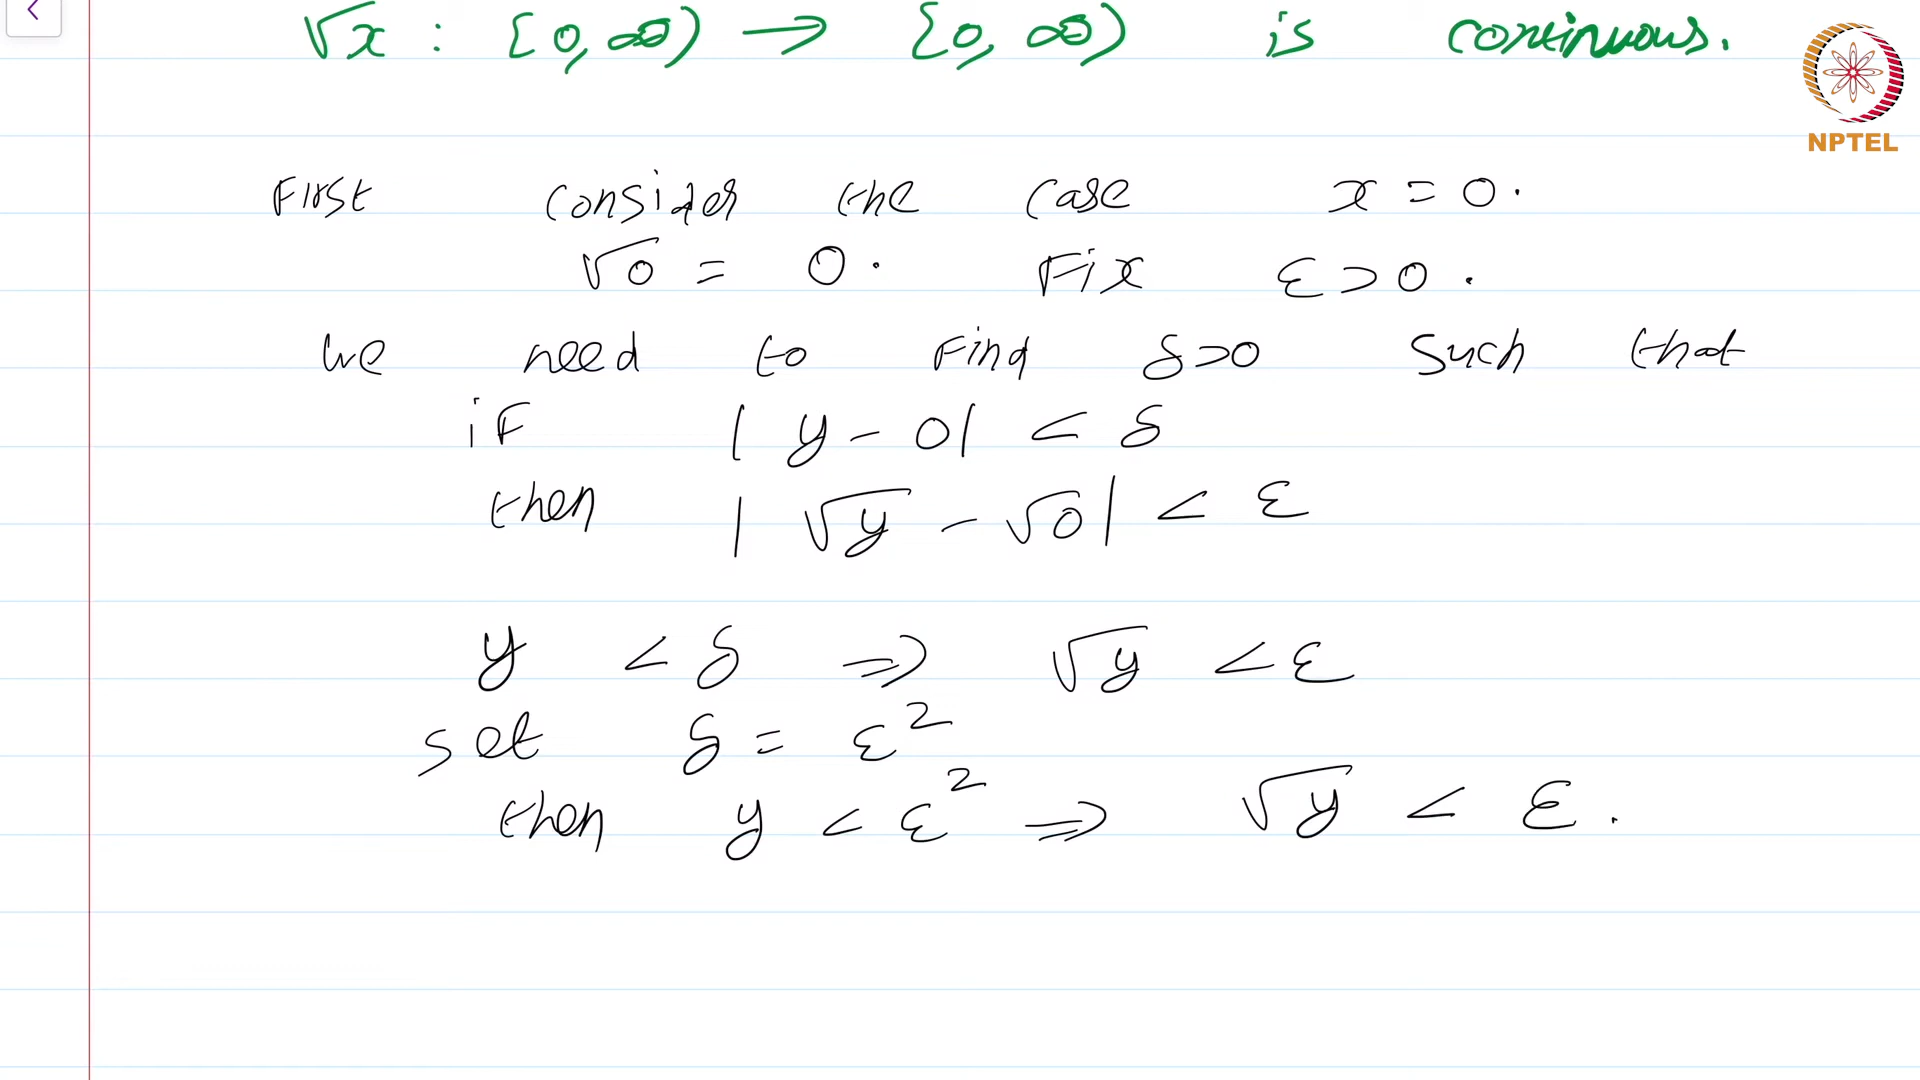 √x : [0, ∞) → [0, ∞) is continuous.
NPTEL
First consider the case x = 0.
√0 = 0. Fix ε > 0.
we need to find δ > 0 such that
if | y - 0 | < δ
then | √y - √0 | < ε
y < δ ⇒ √y < ε
set δ = ε²
then y < ε² ⇒ √y < ε.